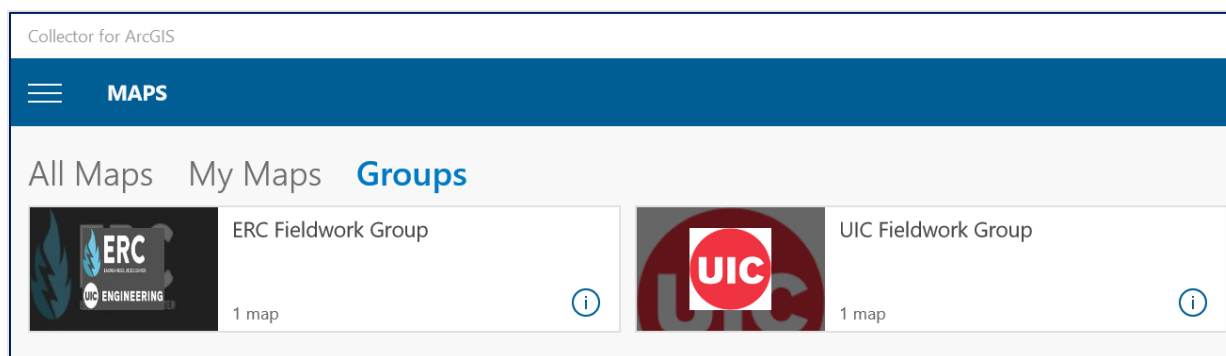 Collector for ArcGIS
MAPS
All Maps My Maps Groups
ERC
UIC ENGINEERING
ERC Fieldwork Group
1 map
UIC
UIC Fieldwork Group
1 map